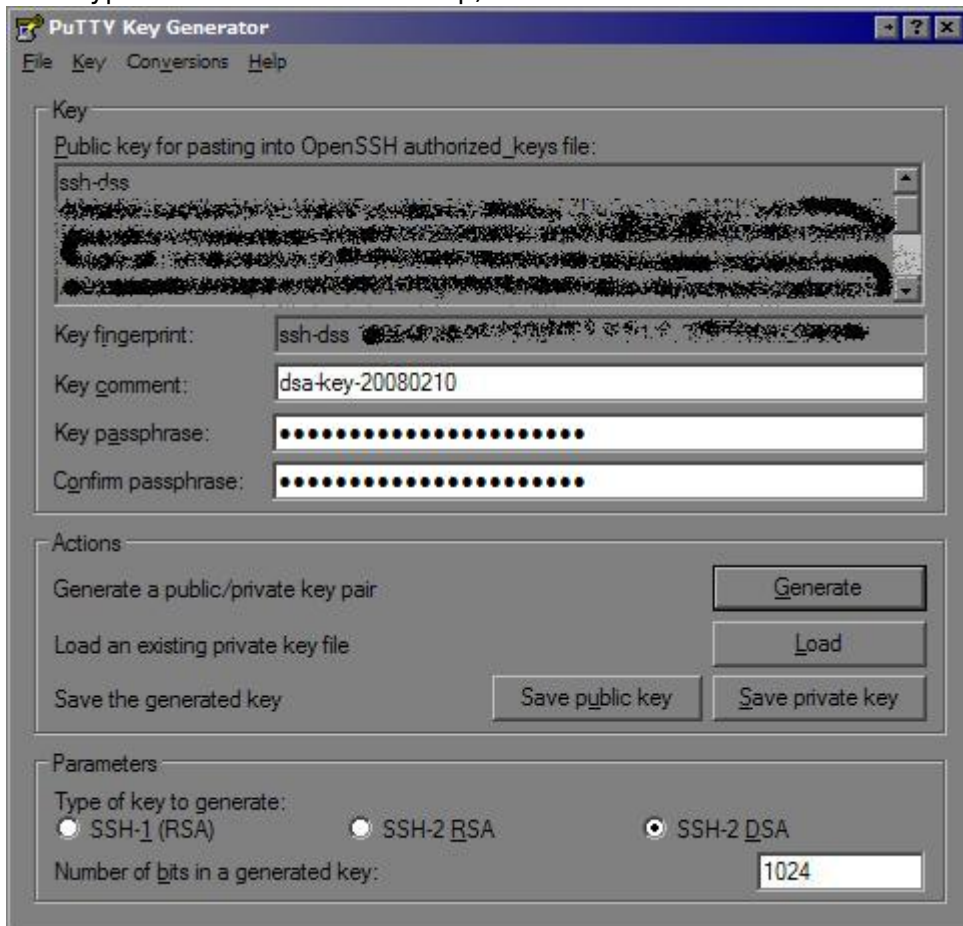 PuTTY Key Generator
File Key Conversions Help
Key
Public key for pasting into OpenSSH authorized_keys file:
ssh-dss
Key fingerprint: ssh-dss
Key comment: dsa-key-20080210
Key passphrase: ●●●●●●●●●●●●●●●●●●●●●●
Confirm passphrase: ●●●●●●●●●●●●●●●●●●●●●●
Actions
Generate a public/private key pair Generate
Load an existing private key file Load
Save the generated key Save public key Save private key
Parameters
Type of key to generate:
SSH-1 (RSA) SSH-2 RSA SSH-2 DSA
Number of bits in a generated key: 1024